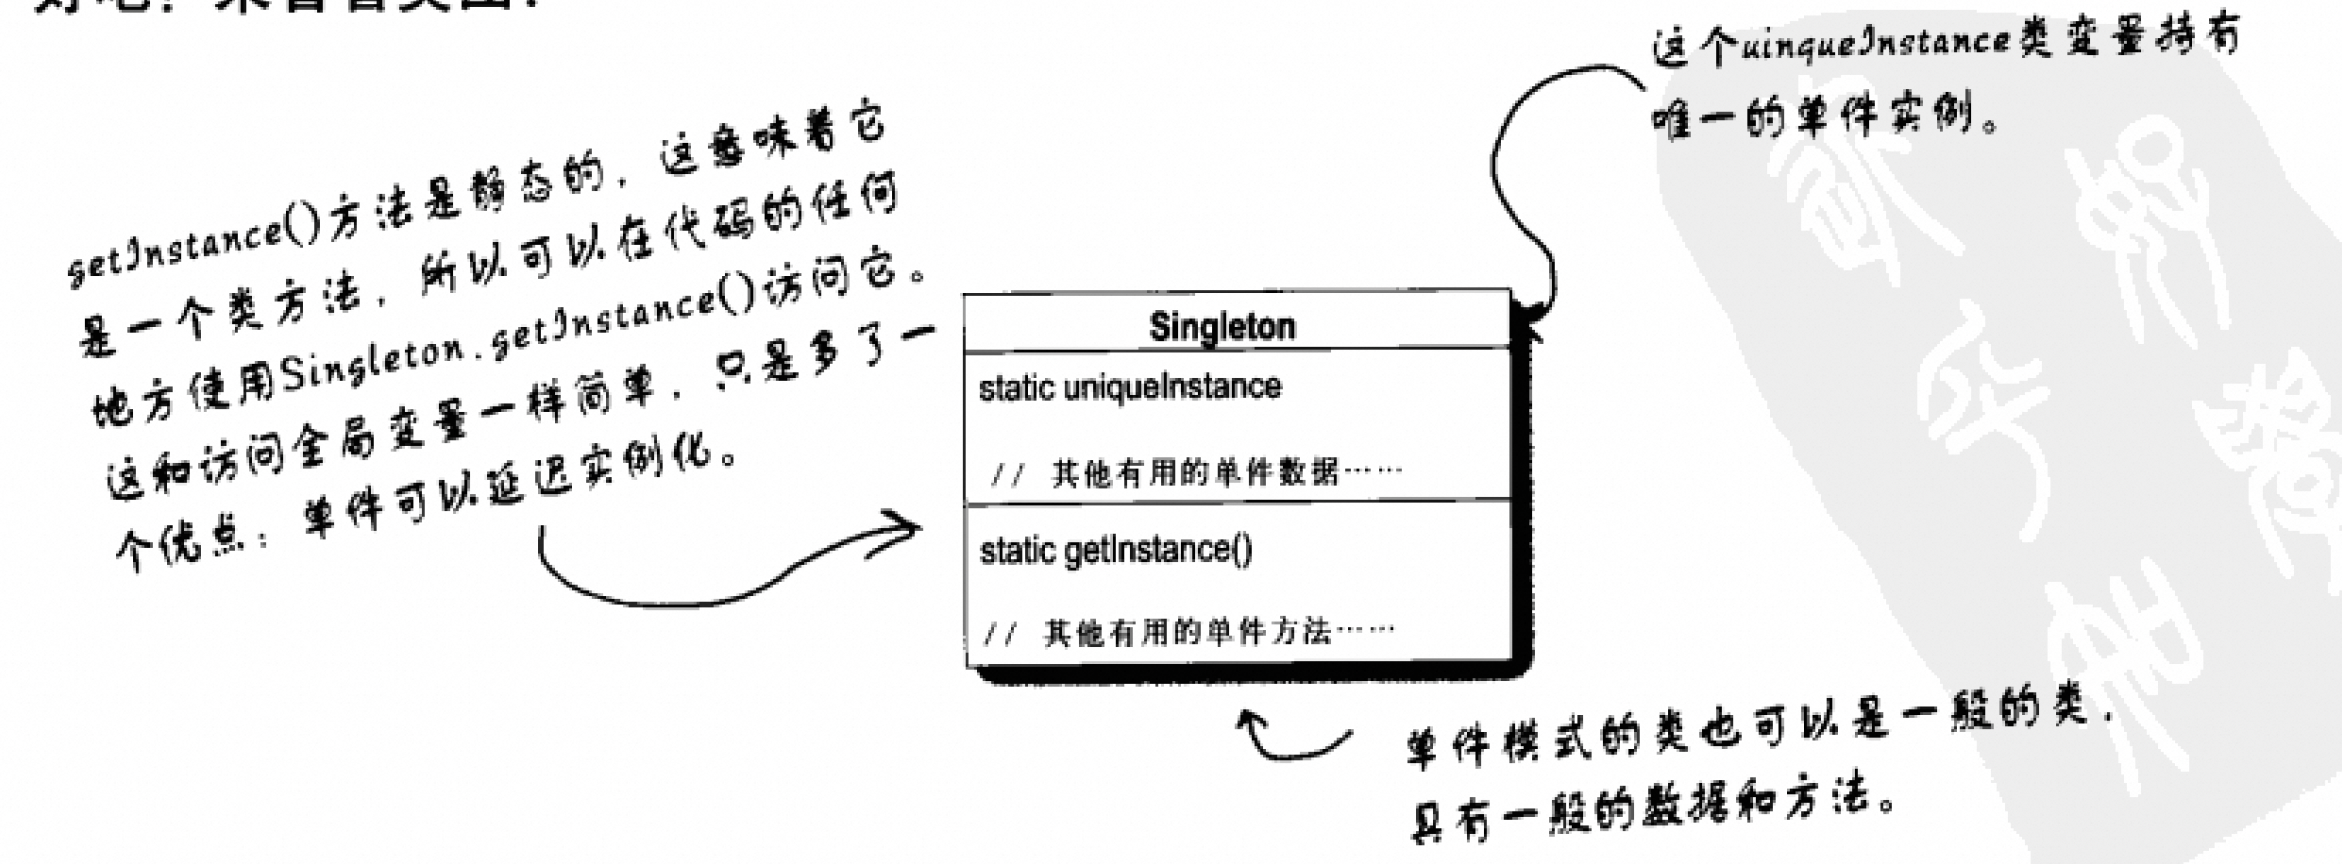 getInstance()方法是静态的，这意味着它
是一个类方法，所以可以在代码的任何
地方使用Singleton.getInstance()访问它。
这和访问全局变量一样简单，只是多了一
个优点：单件可以延迟实例化。
这个uinqueInstance类变量持有
唯一的单件实例。
Singleton
static uniqueInstance
// 其他有用的单件数据……
static getInstance()
// 其他有用的单件方法……
单件模式的类也可以是一般的类，
具有一般的数据和方法。